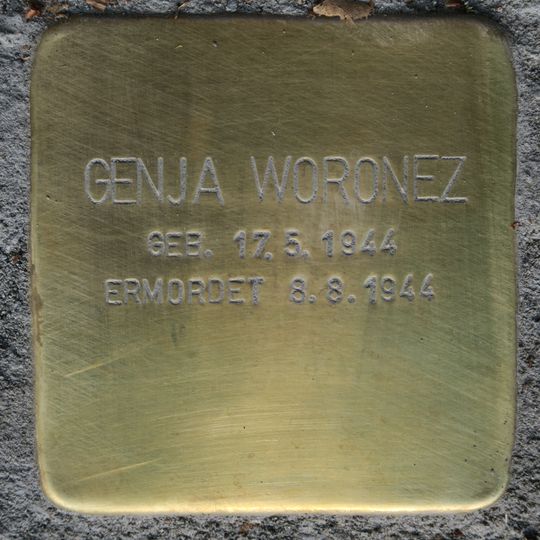 GENJA WORONEZ
GEB. 17.5.1944
ERMORDET 8.8.1944